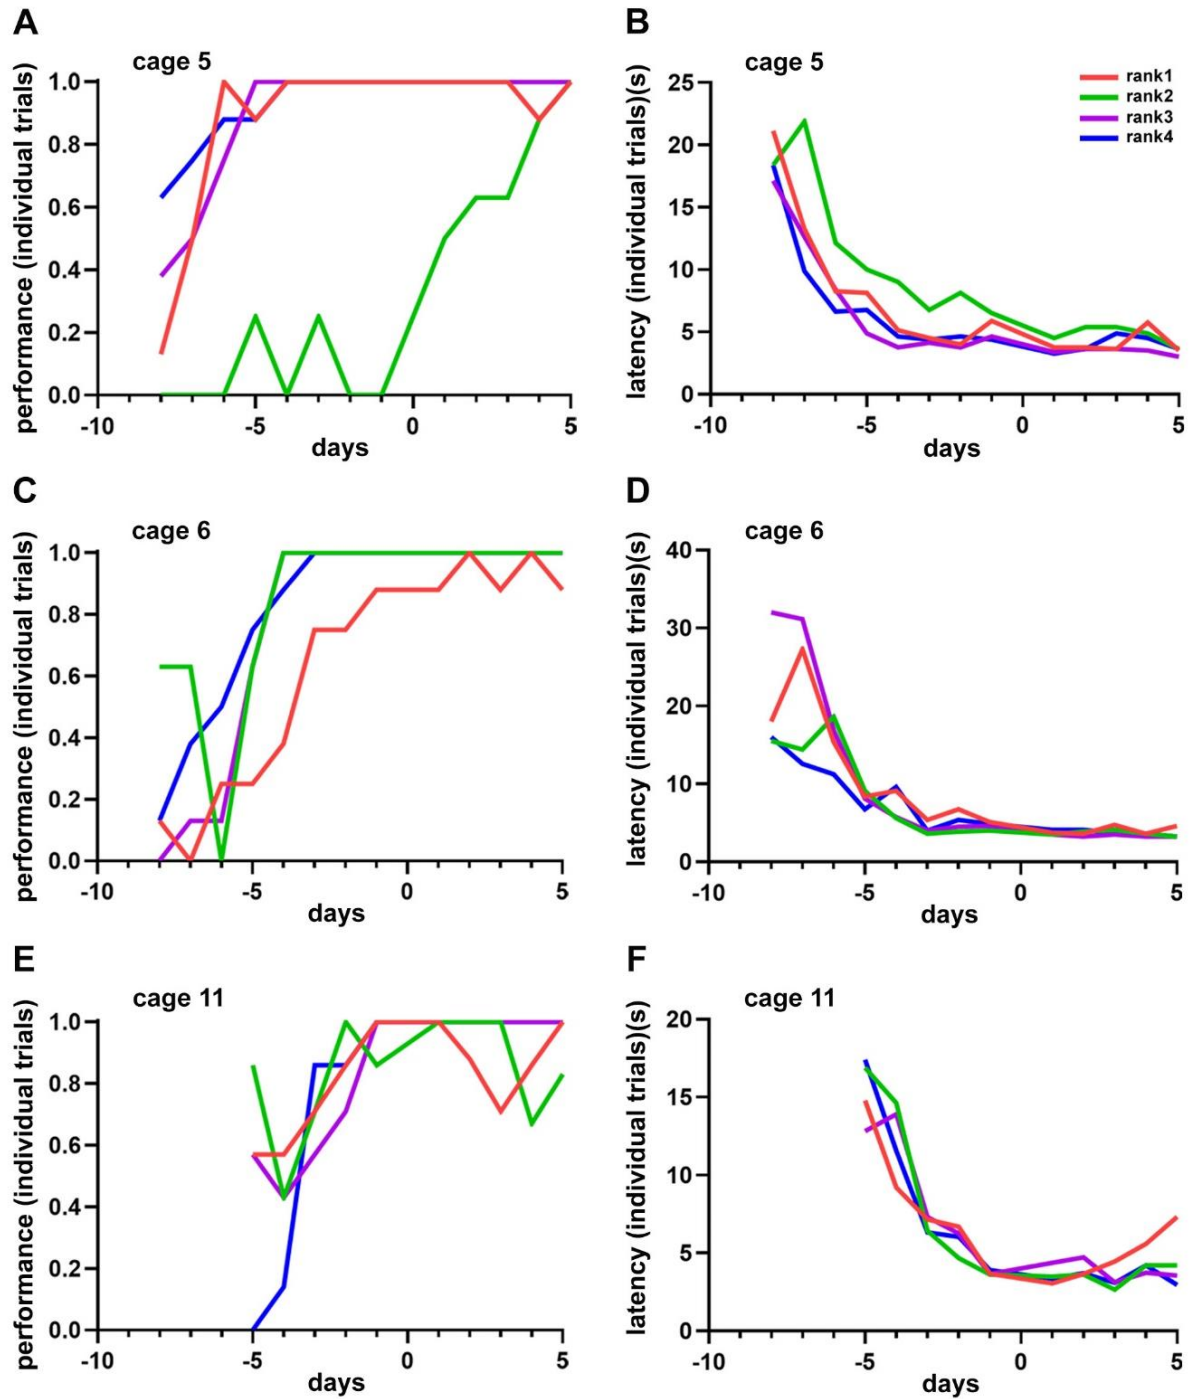 A
cage 5
performance (individual trials)
1.0
0.8
0.6
0.4
0.2
0.0
-10
-5
0
5
days
B
cage 5
latency (individual trials)(s)
25
20
15
10
5
0
-10
-5
0
5
days
rank1
rank2
rank3
rank4
C
cage 6
performance (individual trials)
1.0
0.8
0.6
0.4
0.2
0.0
-10
-5
0
5
days
D
cage 6
latency (individual trials)(s)
40
30
20
10
0
-10
-5
0
5
days
E
cage 11
performance (individual trials)
1.0
0.8
0.6
0.4
0.2
0.0
-10
-5
0
5
days
F
cage 11
latency (individual trials)(s)
20
15
10
5
0
-10
-5
0
5
days